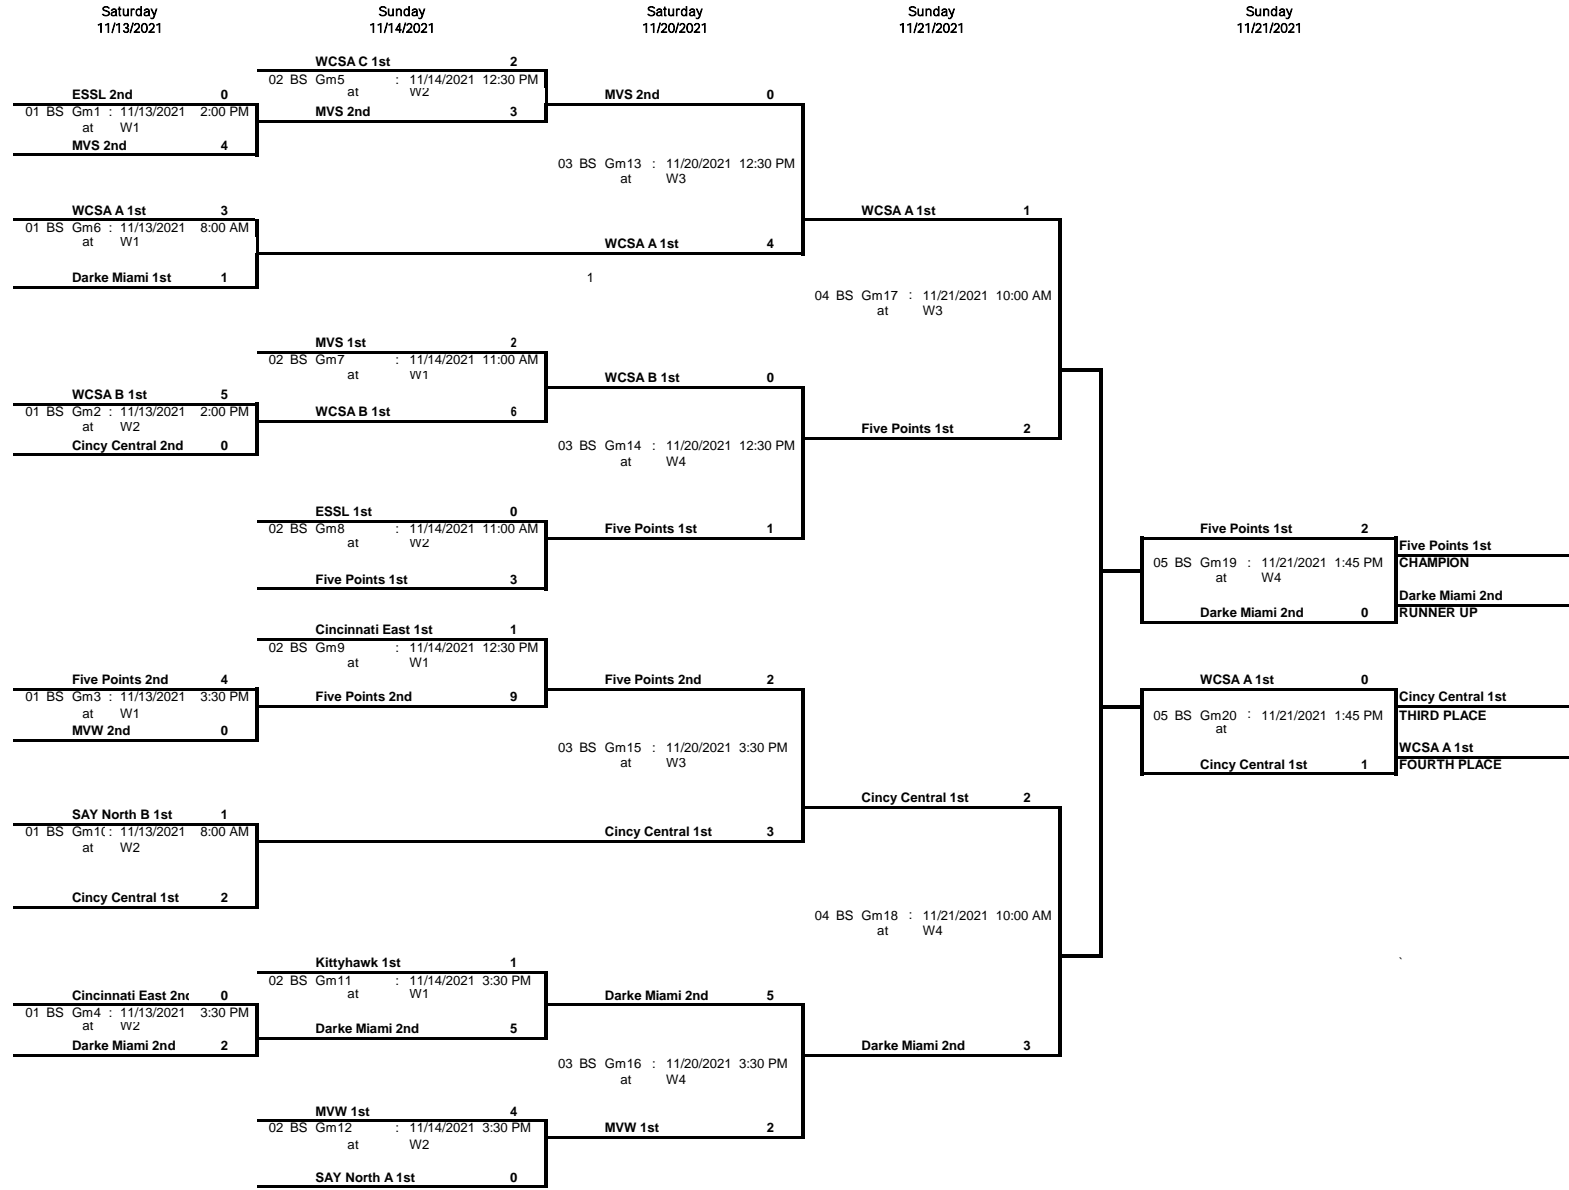 Saturday
11/13/2021
Sunday
11/14/2021
Saturday
11/20/2021
Sunday
11/21/2021
Sunday
11/21/2021
ESSL 2nd 0
01 BS Gm1 : 11/13/2021 2:00 PM
at W1
MVS 2nd 4
WCSA A 1st 3
01 BS Gm6 : 11/13/2021 8:00 AM
at W1
Darke Miami 1st 1
WCSA B 1st 5
01 BS Gm2 : 11/13/2021 2:00 PM
at W2
Cincy Central 2nd 0
Five Points 2nd 4
01 BS Gm3 : 11/13/2021 3:30 PM
at W1
MVW 2nd 0
SAY North B 1st 1
01 BS Gm1( : 11/13/2021 8:00 AM
at W2
Cincy Central 1st 2
Cincinnati East 2nd 0
01 BS Gm4 : 11/13/2021 3:30 PM
at W2
Darke Miami 2nd 2
WCSA C 1st 2
02 BS Gm5 : 11/14/2021 12:30 PM
at W2
MVS 2nd 3
MVS 1st 2
02 BS Gm7 : 11/14/2021 11:00 AM
at W1
WCSA B 1st 6
ESSL 1st 0
02 BS Gm8 : 11/14/2021 11:00 AM
at W2
Five Points 1st 3
Cincinnati East 1st 1
02 BS Gm9 : 11/14/2021 12:30 PM
at W1
Five Points 2nd 9
Kittyhawk 1st 1
02 BS Gm11 : 11/14/2021 3:30 PM
at W1
Darke Miami 2nd 5
MVW 1st 4
02 BS Gm12 : 11/14/2021 3:30 PM
at W2
SAY North A 1st 0
MVS 2nd 0
03 BS Gm13 : 11/20/2021 12:30 PM
at W3
WCSA A 1st 4
1
WCSA B 1st 0
03 BS Gm14 : 11/20/2021 12:30 PM
at W4
Five Points 1st 1
Five Points 2nd 2
03 BS Gm15 : 11/20/2021 3:30 PM
at W3
Cincy Central 1st 3
Darke Miami 2nd 5
03 BS Gm16 : 11/20/2021 3:30 PM
at W4
MVW 1st 2
WCSA A 1st 1
04 BS Gm17 : 11/21/2021 10:00 AM
at W3
Five Points 1st 2
Cincy Central 1st 2
04 BS Gm18 : 11/21/2021 10:00 AM
at W4
Darke Miami 2nd 3
Five Points 1st 2
05 BS Gm19 : 11/21/2021 1:45 PM
at W4
Darke Miami 2nd 0
WCSA A 1st 0
05 BS Gm20 : 11/21/2021 1:45 PM
at
Cincy Central 1st 1
Five Points 1st
CHAMPION
Darke Miami 2nd
RUNNER UP
Cincy Central 1st
THIRD PLACE
WCSA A 1st
FOURTH PLACE
`